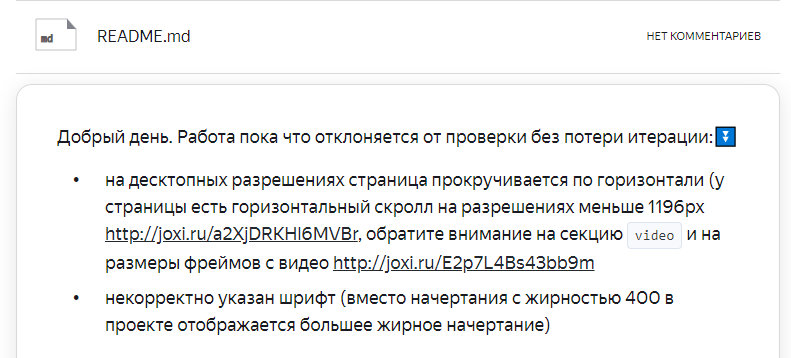 md README.md НЕТ КОММЕНТАРИЕВ
Добрый день. Работа пока что отклоняется от проверки без потери итерации:⏬
• на десктопных разрешениях страница прокручивается по горизонтали (у
страницы есть горизонтальный скролл на разрешениях меньше 1196px
http://joxi.ru/a2XjDRKHl6MVBr, обратите внимание на секцию video и на
размеры фреймов с видео http://joxi.ru/E2p7L4Bs43bb9m
• некорректно указан шрифт (вместо начертания с жирностью 400 в
проекте отображается большее жирное начертание)